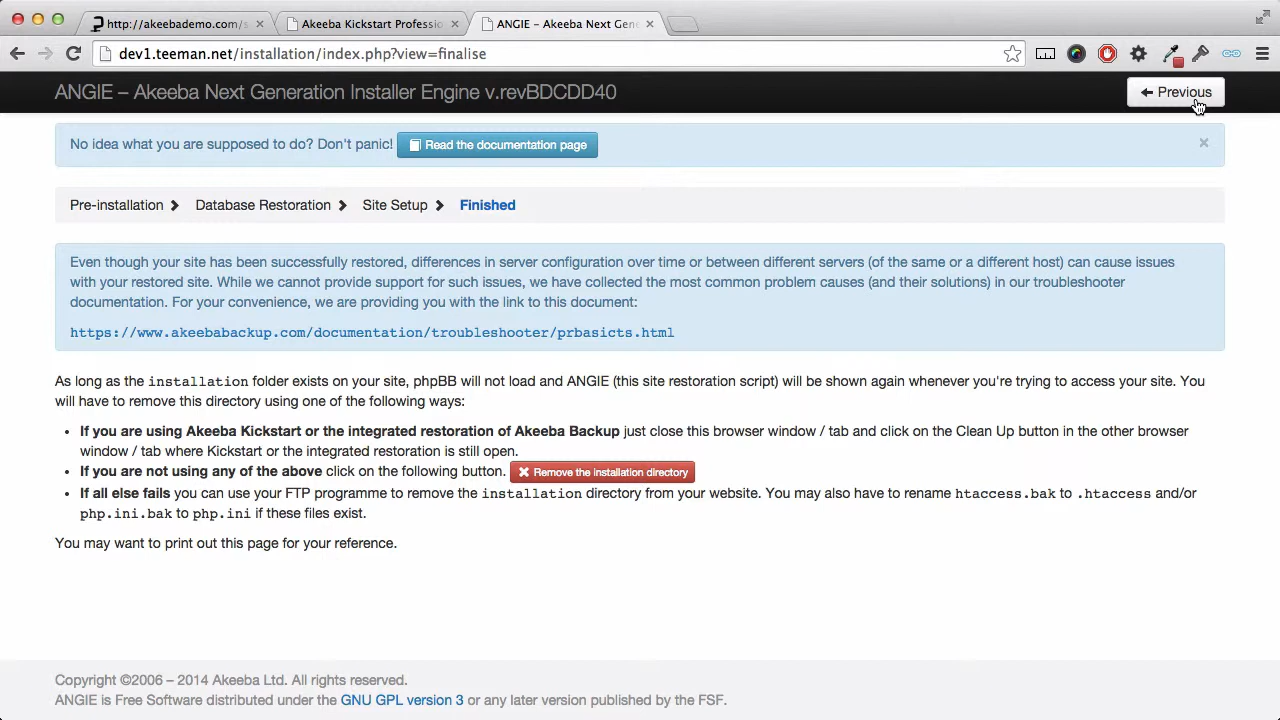 http://akeebademo.com/s
Akeeba Kickstart Professio
ANGIE – Akeeba Next Gene
dev1.teeman.net/installation/index.php?view=finalise
ANGIE – Akeeba Next Generation Installer Engine v.revBDCDD40
Previous
No idea what you are supposed to do? Don't panic! Read the documentation page
×
Pre-installation Database Restoration Site Setup Finished
Even though your site has been successfully restored, differences in server configuration over time or between different servers (of the same or a different host) can cause issues
with your restored site. While we cannot provide support for such issues, we have collected the most common problem causes (and their solutions) in our troubleshooter
documentation. For your convenience, we are providing you with the link to this document:
https://www.akeebabackup.com/documentation/troubleshooter/prbasicts.html
As long as the installation folder exists on your site, phpBB will not load and ANGIE (this site restoration script) will be shown again whenever you're trying to access your site. You
will have to remove this directory using one of the following ways:
• If you are using Akeeba Kickstart or the integrated restoration of Akeeba Backup just close this browser window / tab and click on the Clean Up button in the other browser
window / tab where Kickstart or the integrated restoration is still open.
• If you are not using any of the above click on the following button. Remove the installation directory
• If all else fails you can use your FTP programme to remove the installation directory from your website. You may also have to rename htaccess.bak to .htaccess and/or
php.ini.bak to php.ini if these files exist.
You may want to print out this page for your reference.
Copyright ©2006 – 2014 Akeeba Ltd. All rights reserved.
ANGIE is Free Software distributed under the GNU GPL version 3 or any later version published by the FSF.